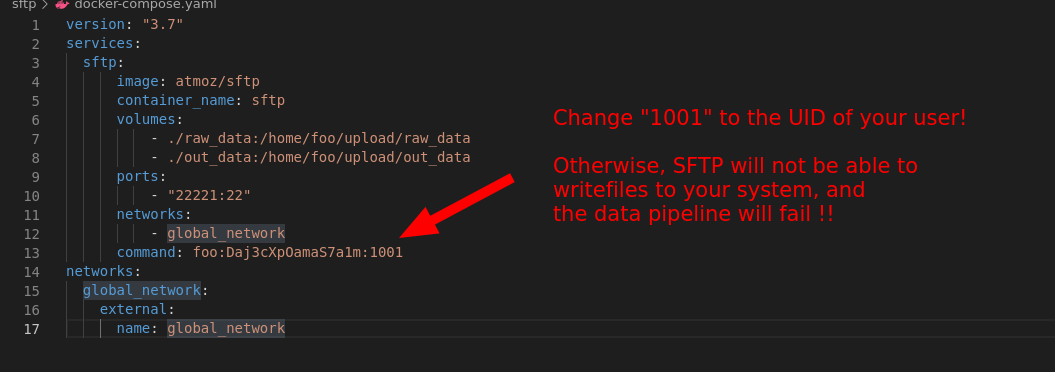 sftp > docker-compose.yaml
1 version: "3.7"
2 services:
3 sftp:
4 image: atmoz/sftp
5 container_name: sftp
6 volumes:
7 - ./raw_data:/home/foo/upload/raw_data
8 - ./out_data:/home/foo/upload/out_data
9 ports:
10 - "22221:22"
11 networks:
12 - global_network
13 command: foo:Daj3cXpOamaS7a1m:1001
14 networks:
15 global_network:
16 external:
17 name: global_network
Change "1001" to the UID of your user!
Otherwise, SFTP will not be able to
writefiles to your system, and
the data pipeline will fail !!